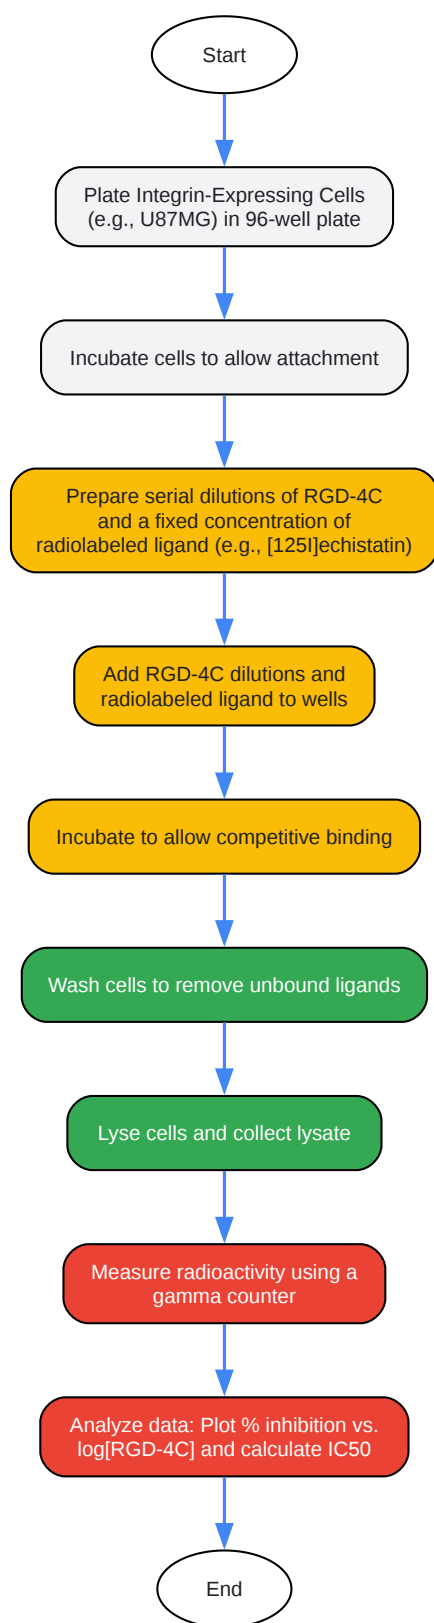 Start
Plate Integrin-Expressing Cells
(e.g., U87MG) in 96-well plate
Incubate cells to allow attachment
Prepare serial dilutions of RGD-4C
and a fixed concentration of
radiolabeled ligand (e.g., [125I]echistatin)
Add RGD-4C dilutions and
radiolabeled ligand to wells
Incubate to allow competitive binding
Wash cells to remove unbound ligands
Lyse cells and collect lysate
Measure radioactivity using a
gamma counter
Analyze data: Plot % inhibition vs.
log[RGD-4C] and calculate IC50
End